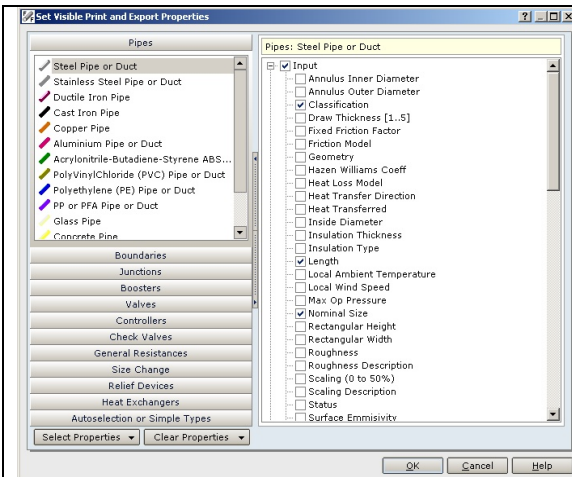 Set Visible Print and Export Properties
Pipes
Steel Pipe or Duct
Stainless Steel Pipe or Duct
Ductile Iron Pipe
Cast Iron Pipe
Copper Pipe
Aluminium Pipe or Duct
Acrylonitrile-Butadiene-Styrene ABS...
PolyVinylChloride (PVC) Pipe or Duct
Polyethylene (PE) Pipe or Duct
PP or PFA Pipe or Duct
Glass Pipe
Concrete Pipe
Boundaries
Junctions
Boosters
Valves
Controllers
Check Valves
General Resistances
Size Change
Relief Devices
Heat Exchangers
Autoselection or Simple Types
Select Properties
Clear Properties
Pipes: Steel Pipe or Duct
Input
Annulus Inner Diameter
Annulus Outer Diameter
Classification
Draw Thickness [1..5]
Fixed Friction Factor
Friction Model
Geometry
Hazen Williams Coeff
Heat Loss Model
Heat Transfer Direction
Heat Transferred
Inside Diameter
Insulation Thickness
Insulation Type
Length
Local Ambient Temperature
Local Wind Speed
Max Op Pressure
Nominal Size
Rectangular Height
Rectangular Width
Roughness
Roughness Description
Scaling (0 to 50%)
Scaling Description
Status
Surface Emmisivity
OK
Cancel
Help